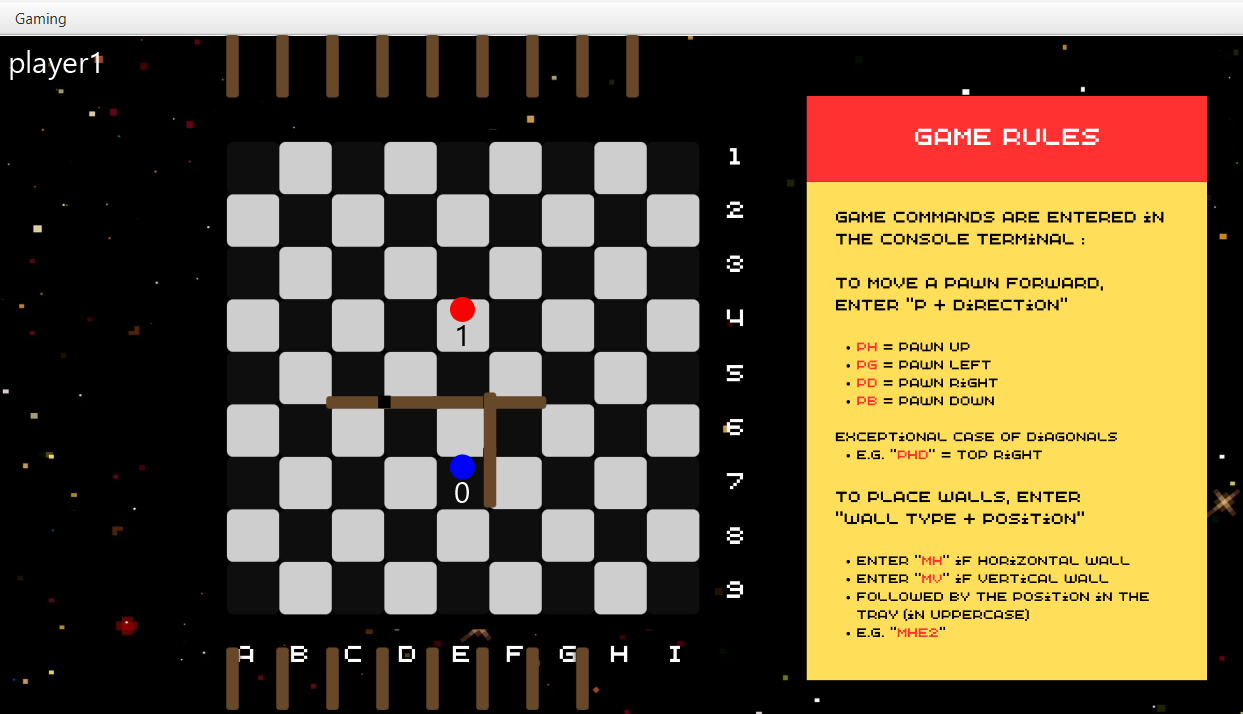 Gaming
player1
1
2
3
4
5
6
7
8
9
1
0
A B C D E F G H I
GAME RULES
GAME COMMANDS ARE ENTERED IN
THE CONSOLE TERMINAL :
TO MOVE A PAWN FORWARD,
ENTER "P + DIRECTION"
• PH = PAWN UP
• PG = PAWN LEFT
• PD = PAWN RIGHT
• PB = PAWN DOWN
EXCEPTIONAL CASE OF DIAGONALS
• E.G. "PHD" = TOP RIGHT
TO PLACE WALLS, ENTER
"WALL TYPE + POSITION"
• ENTER "MH" IF HORIZONTAL WALL
• ENTER "MV" IF VERTICAL WALL
• FOLLOWED BY THE POSITION IN THE
TRAY (IN UPPERCASE)
• E.G. "MHE2"